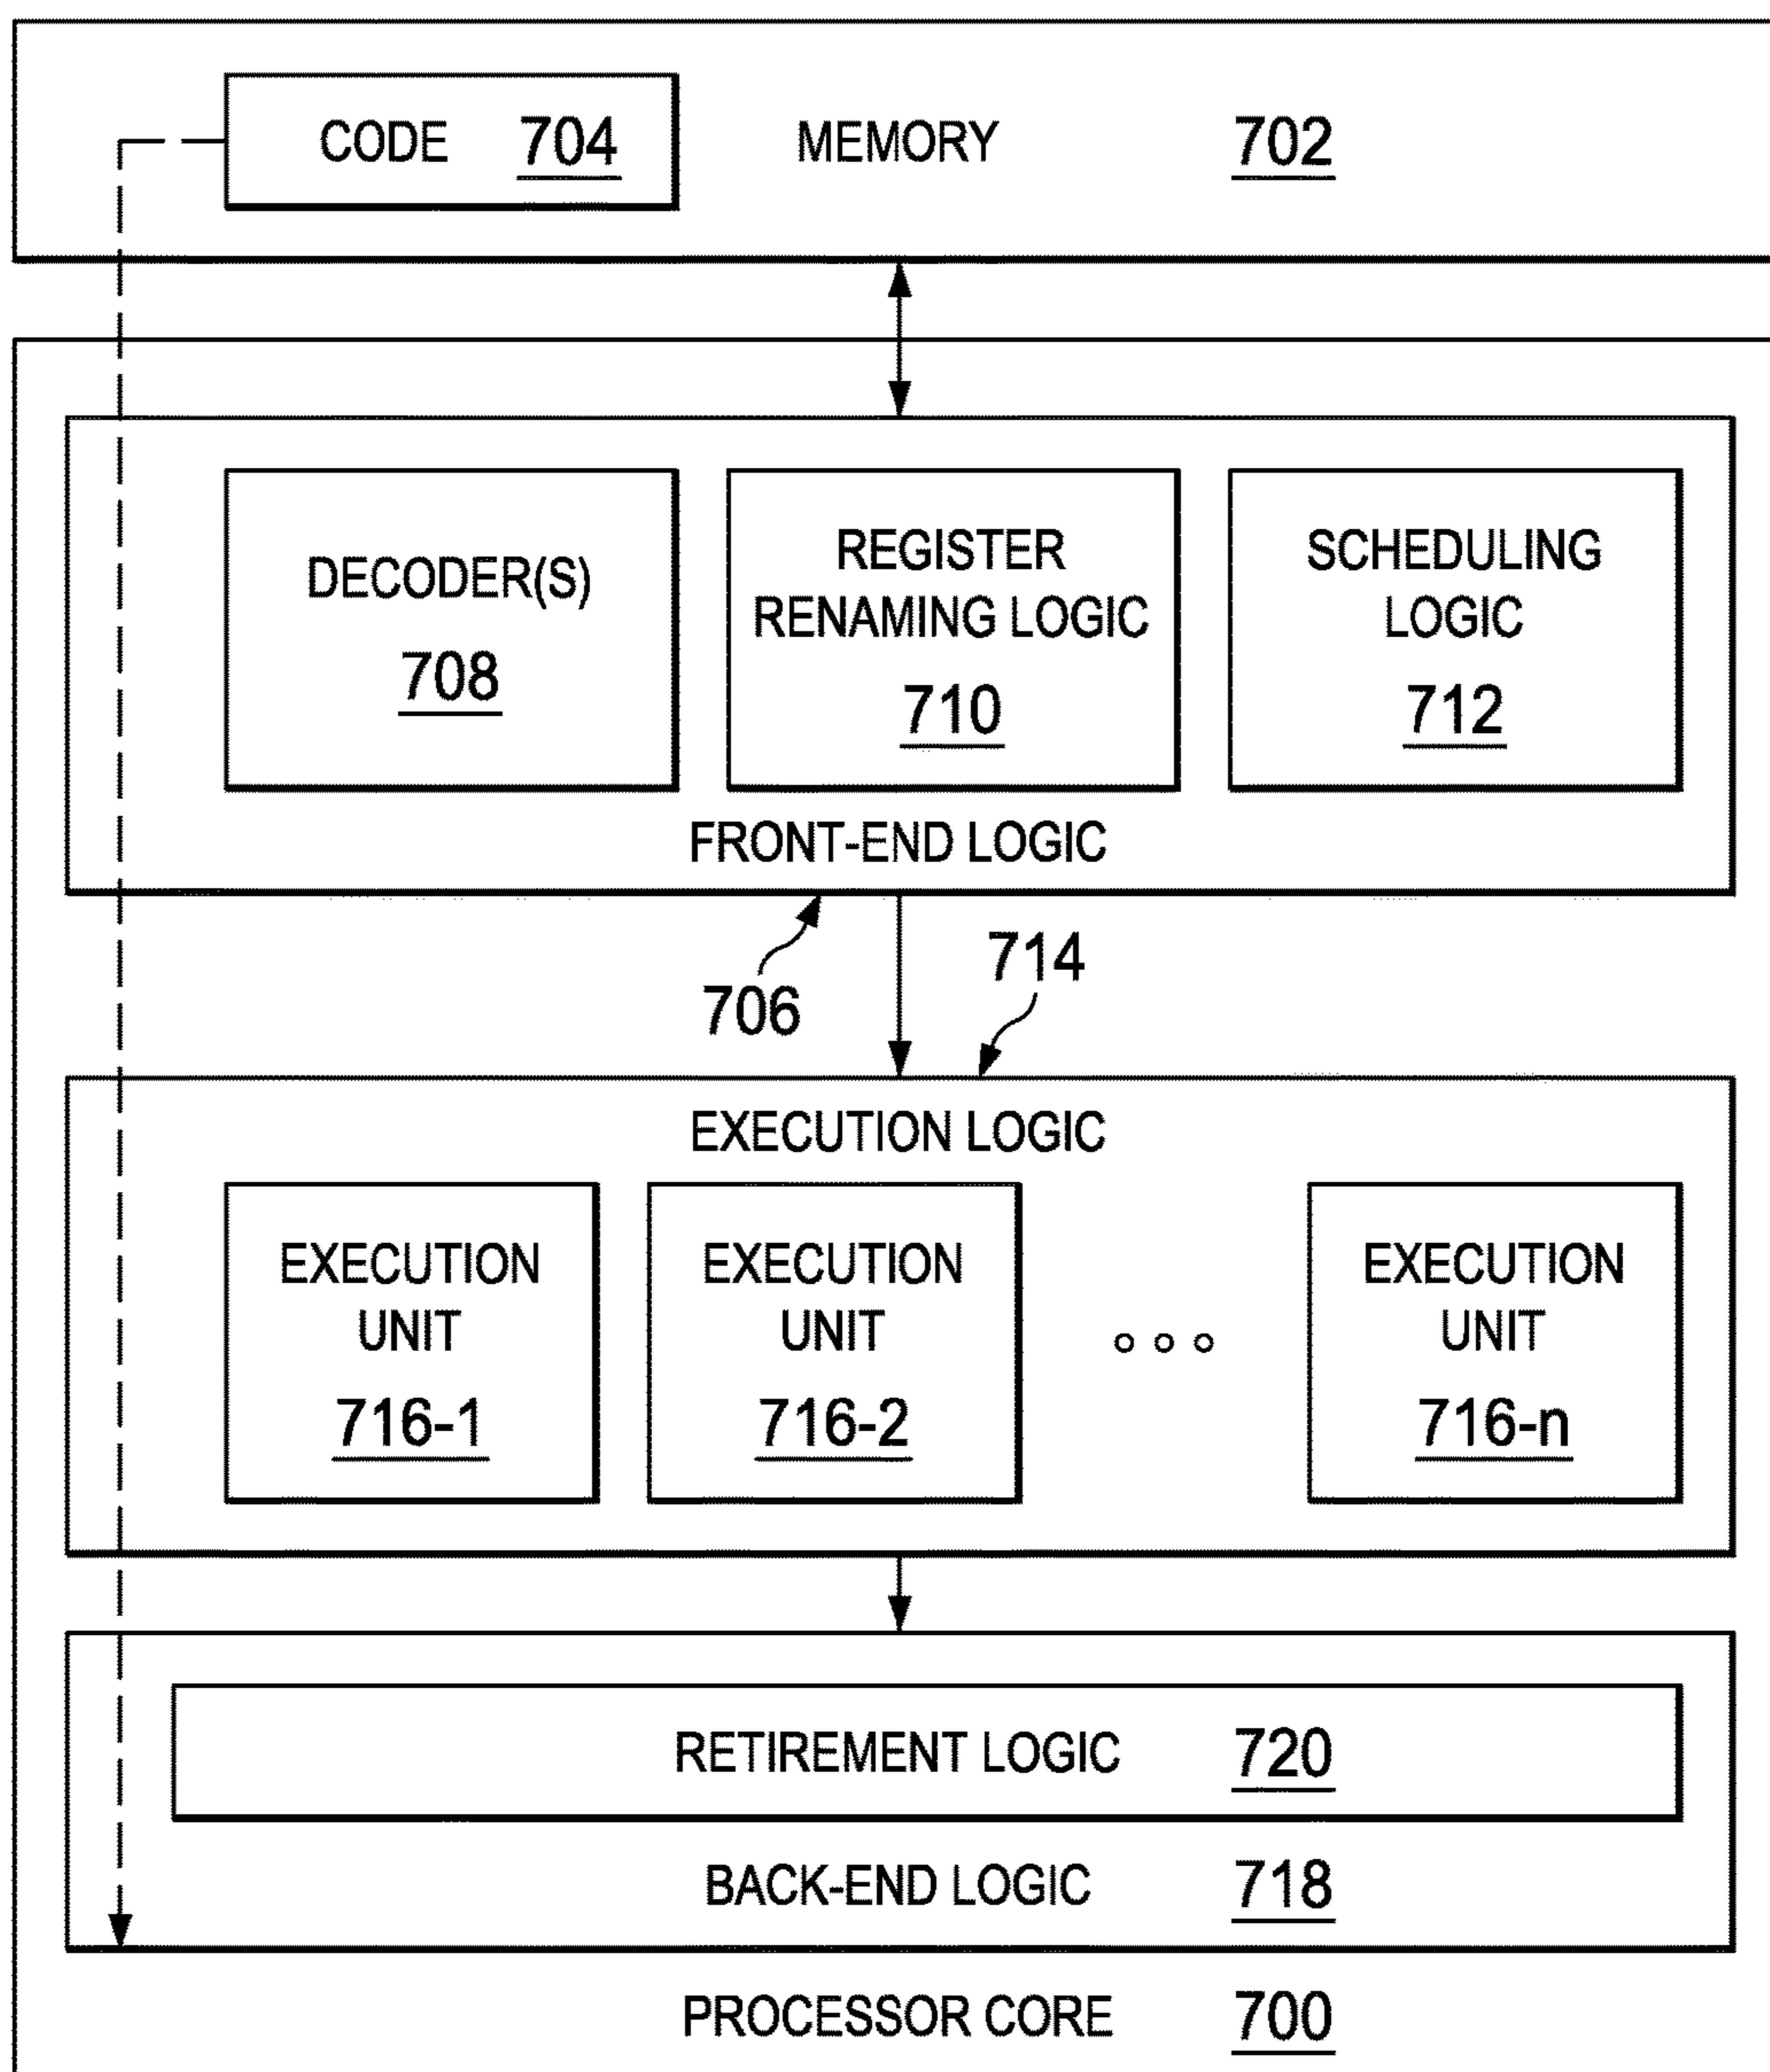 CODE 704 MEMORY 702
DECODER(S)
708
REGISTER
RENAMING LOGIC
710
SCHEDULING
LOGIC
712
FRONT-END LOGIC
706
714
EXECUTION LOGIC
EXECUTION
UNIT
716-1
EXECUTION
UNIT
716-2
EXECUTION
UNIT
716-n
RETIREMENT LOGIC 720
BACK-END LOGIC 718
PROCESSOR CORE 700